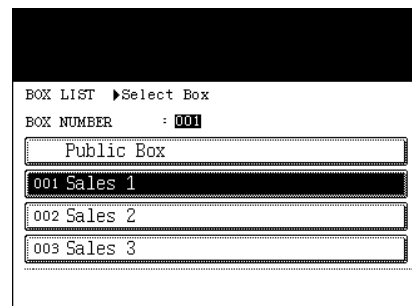 BOX LIST ▶Select Box
BOX NUMBER : 001
Public Box
001 Sales 1
002 Sales 2
003 Sales 3